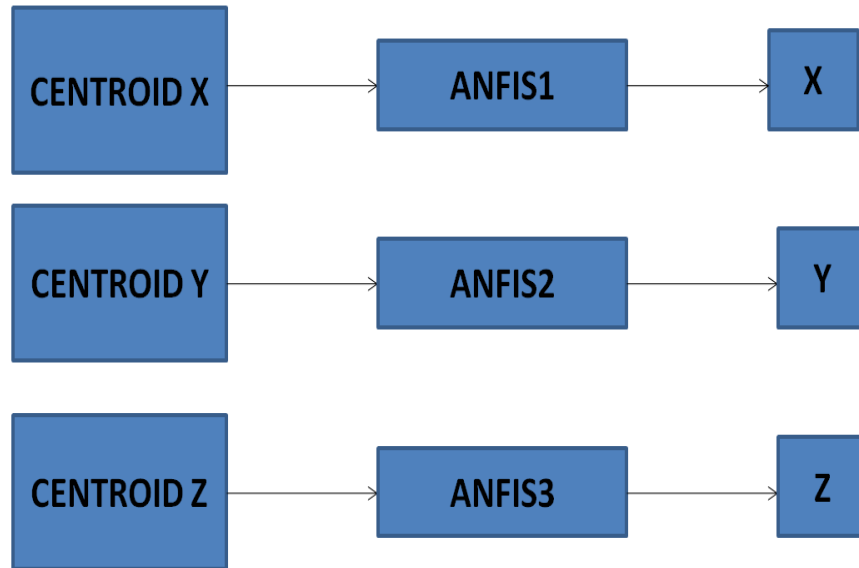 CENTROID X
ANFIS1
X
CENTROID Y
ANFIS2
Y
CENTROID Z
ANFIS3
Z